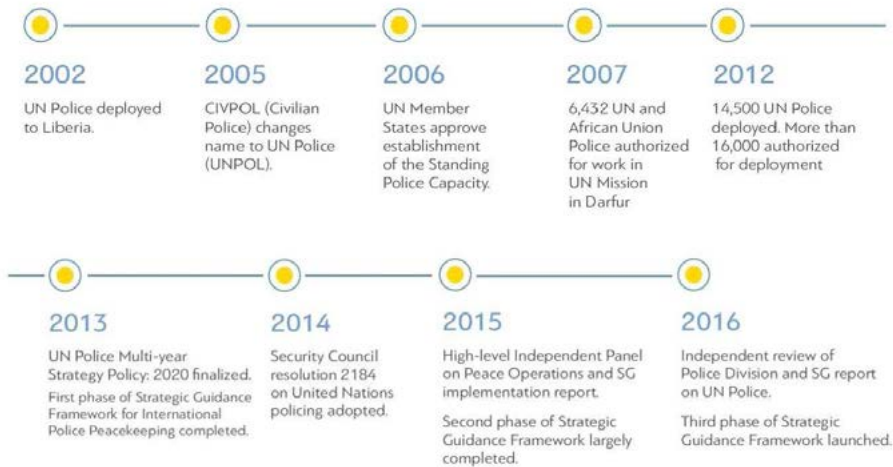 2002
UN Police deployed
to Liberia.
2005
CIVPOL (Civilian
Police) changes
name to UN Police
(UNPOL).
2006
UN Member
States approve
establishment
of the Standing
Police Capacity.
2007
6,432 UN and
African Union
Police authorized
for work in
UN Mission
in Darfur
2012
14,500 UN Police
deployed. More than
16,000 authorized
for deployment
2013
UN Police Multi-year
Strategy Policy: 2020 finalized.
First phase of Strategic Guidance
Framework for International
Police Peacekeeping completed.
2014
Security Council
resolution 2184
on United Nations
policing adopted.
2015
High-level Independent Panel
on Peace Operations and SG
implementation report.
Second phase of Strategic
Guidance Framework largely
completed.
2016
Independent review of
Police Division and SG report
on UN Police.
Third phase of Strategic
Guidance Framework launched.